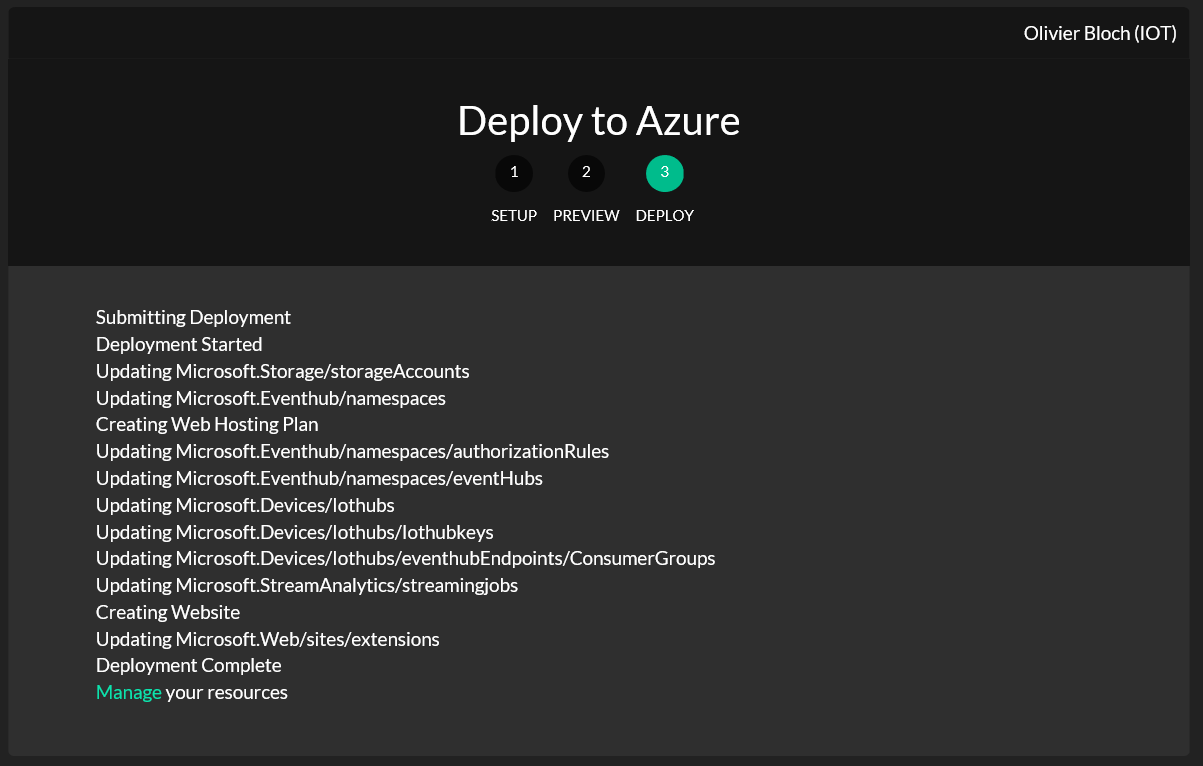 Olivier Bloch (IOT)
Deploy to Azure
1 2 3
SETUP PREVIEW DEPLOY
Submitting Deployment
Deployment Started
Updating Microsoft.Storage/storageAccounts
Updating Microsoft.Eventhub/namespaces
Creating Web Hosting Plan
Updating Microsoft.Eventhub/namespaces/authorizationRules
Updating Microsoft.Eventhub/namespaces/eventHubs
Updating Microsoft.Devices/Iothubs
Updating Microsoft.Devices/Iothubs/Iothubkeys
Updating Microsoft.Devices/Iothubs/eventhubEndpoints/ConsumerGroups
Updating Microsoft.StreamAnalytics/streamingjobs
Creating Website
Updating Microsoft.Web/sites/extensions
Deployment Complete
Manage your resources